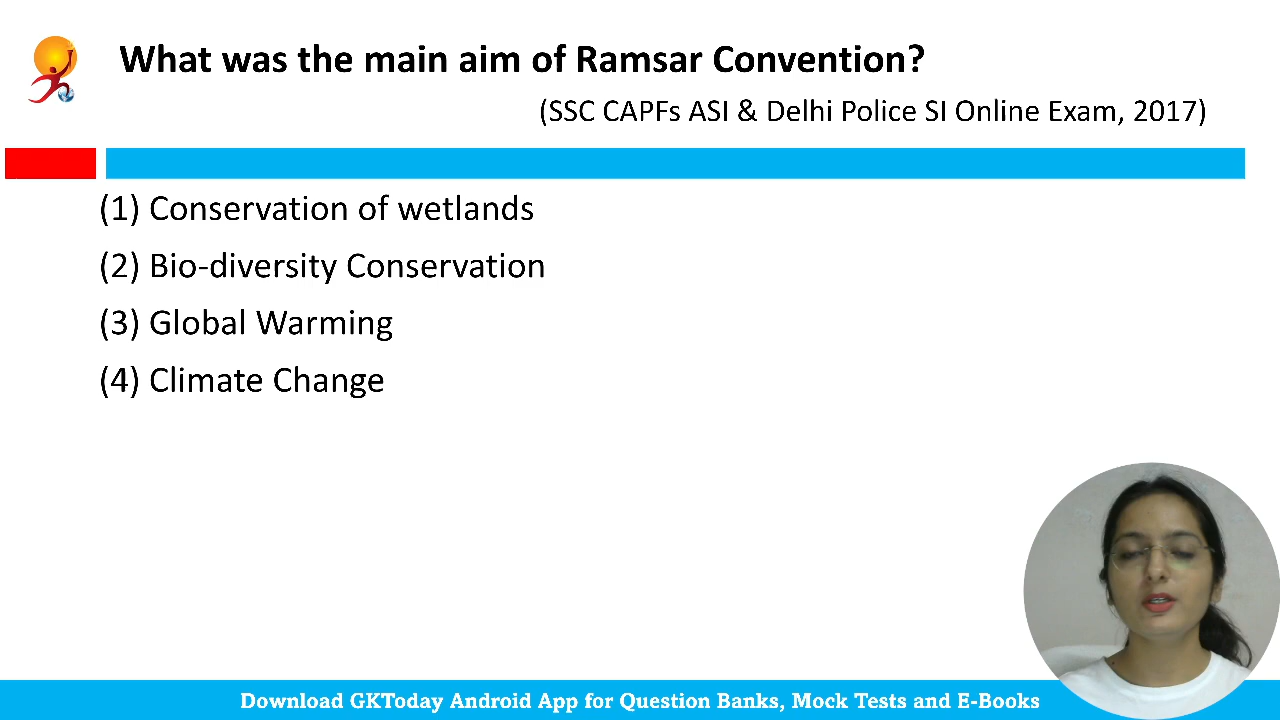 What was the main aim of Ramsar Convention?
(SSC CAPFs ASI & Delhi Police SI Online Exam, 2017)
(1) Conservation of wetlands
(2) Bio-diversity Conservation
(3) Global Warming
(4) Climate Change
Download GKToday Android App for Question Banks, Mock Tests and E-Books